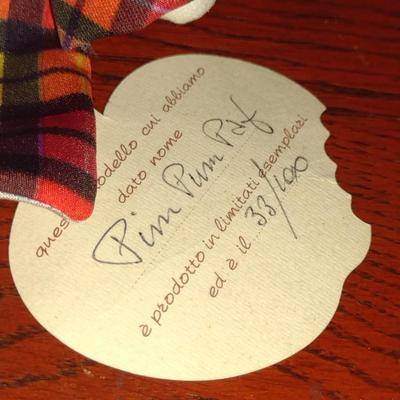 questo modello cui abbiamo
dato nome
Pim Pum Paf
è prodotto in limitati esemplari
ed è il 33/100